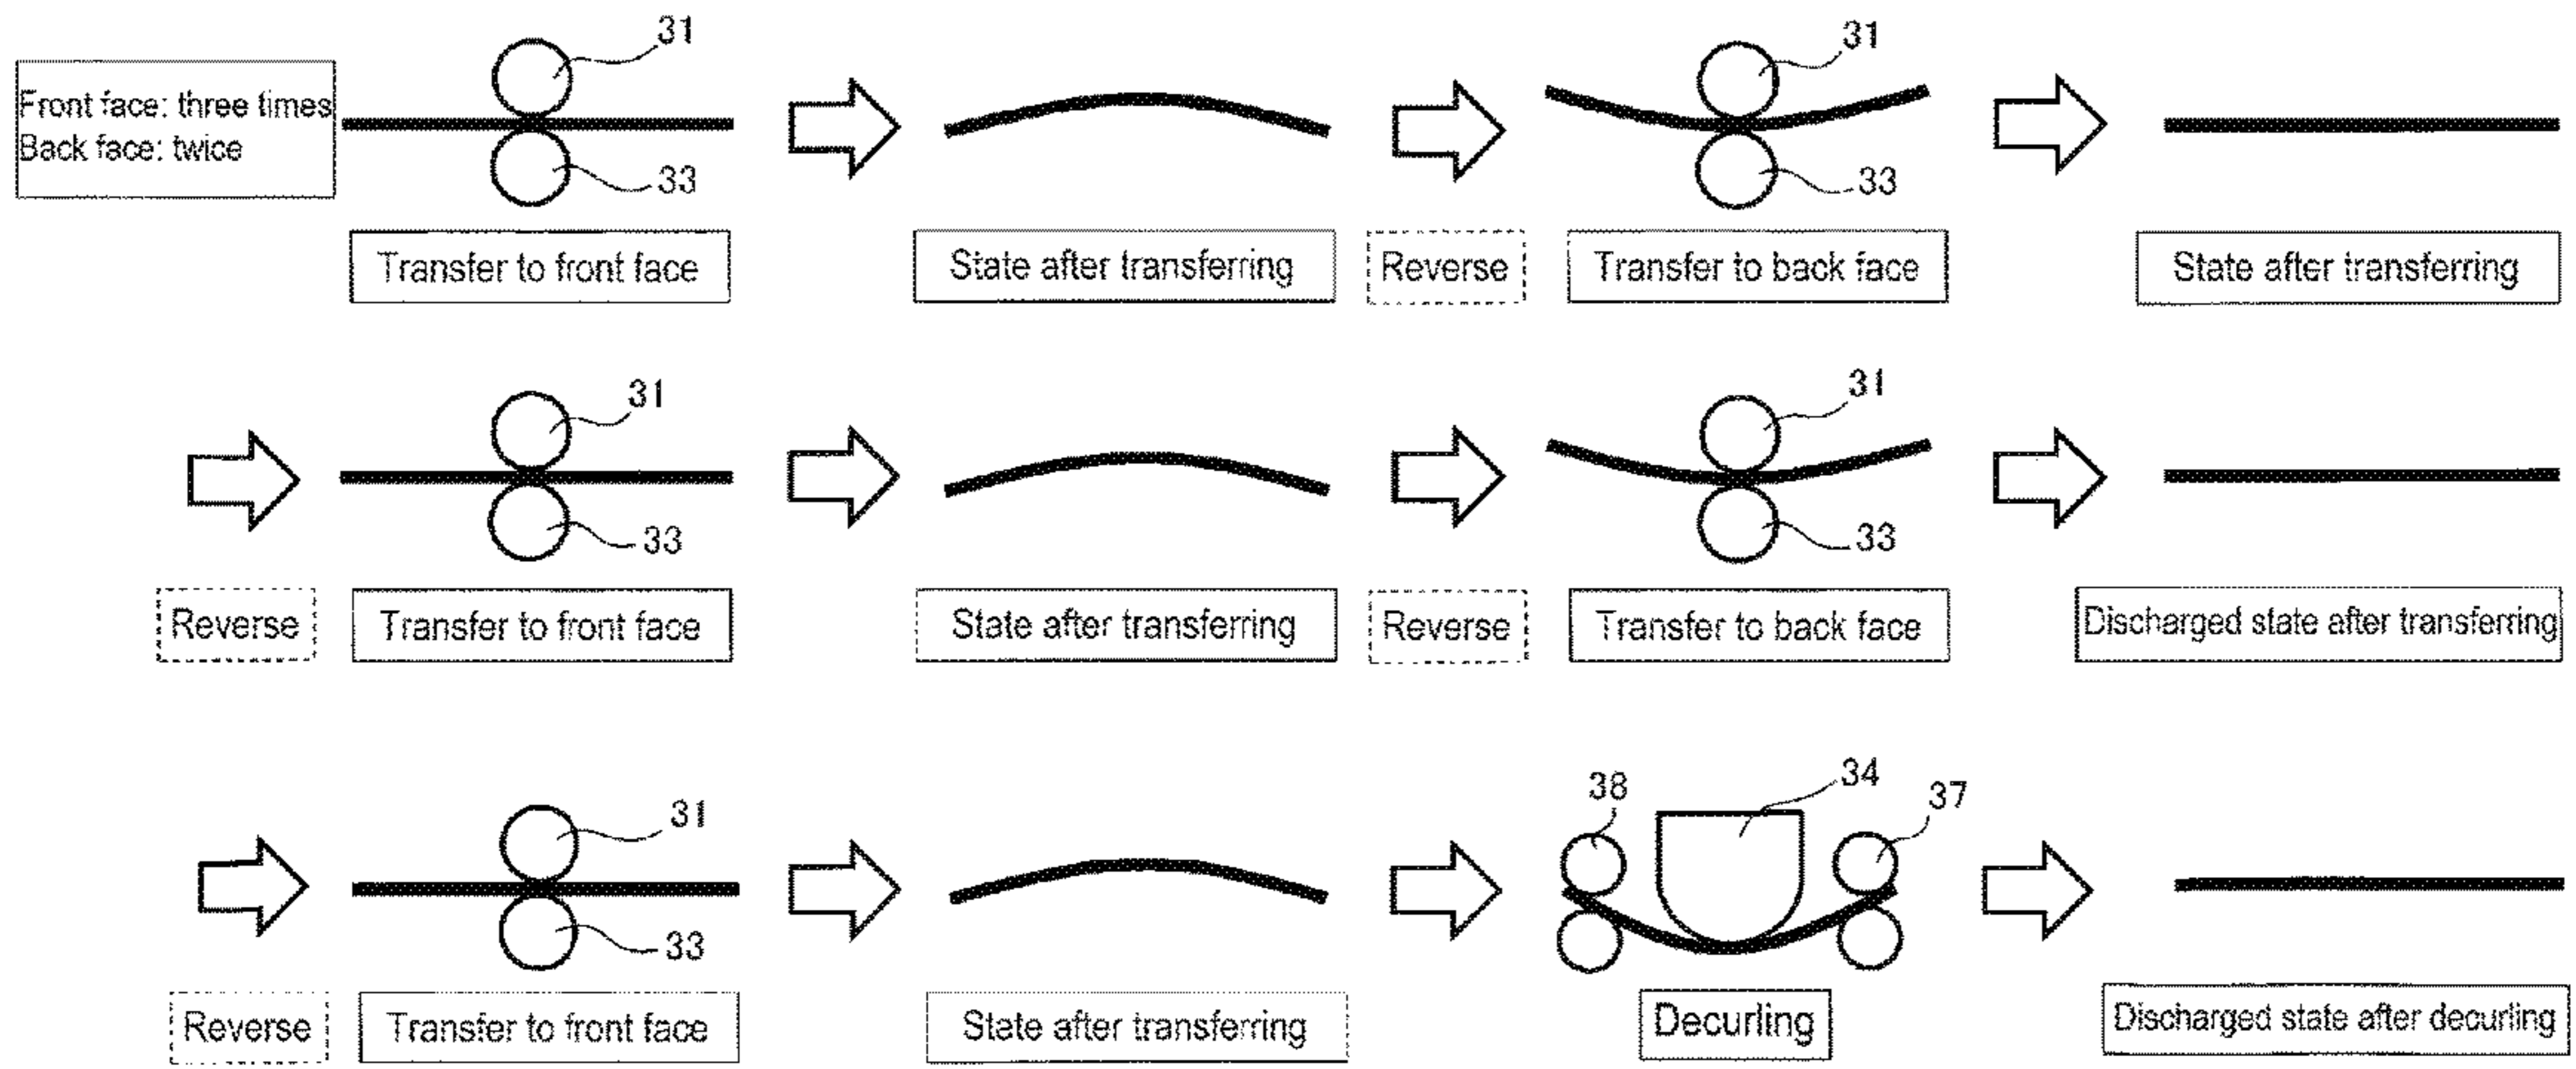 31
31
Front face: three times
Back face: twice
33
33
Transfer to front face
State after transferring
Reverse
Transfer to back face
State after transferring
31
31
33
33
Reverse
Transfer to front face
State after transferring
Reverse
Transfer to back face
Discharged state after transferring
31
38
34
37
33
Reverse
Transfer to front face
State after transferring
Decurling
Discharged state after decurling